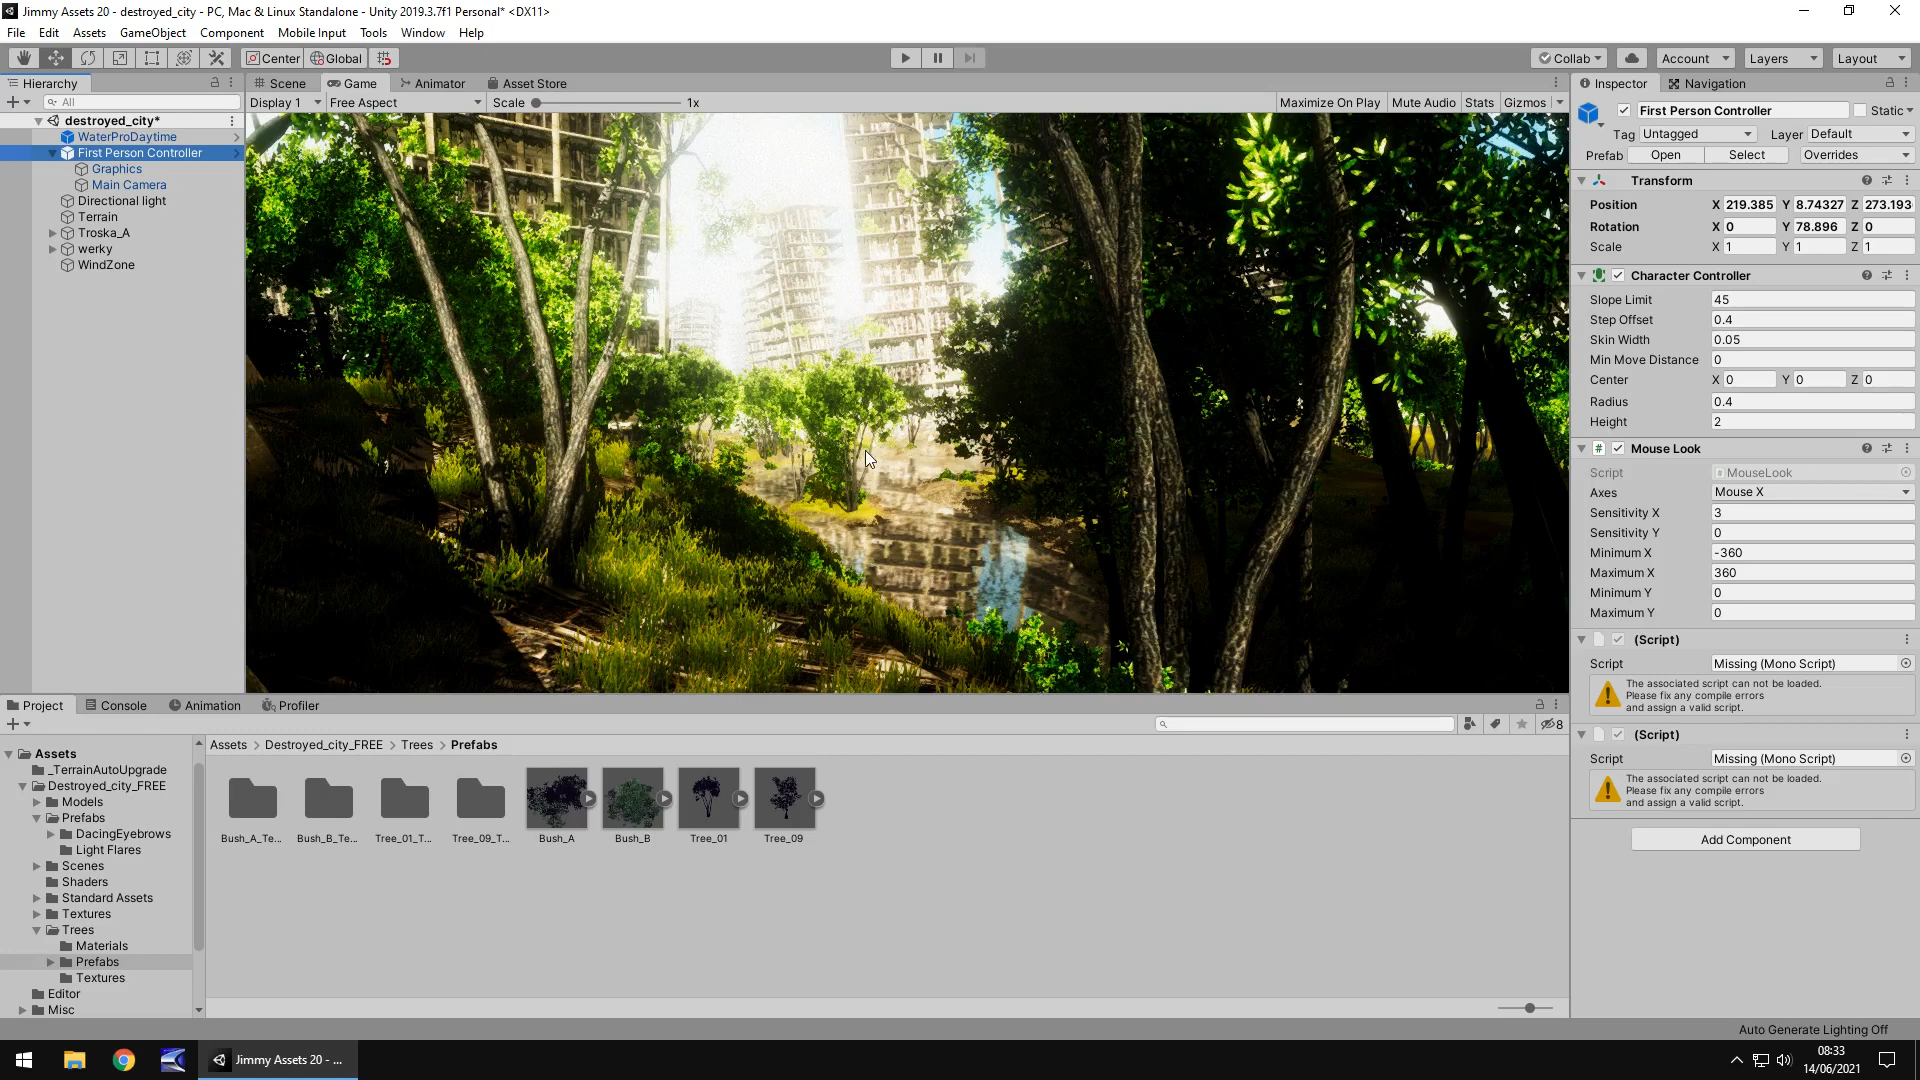 Jimmy Assets 20 - destroyed_city - PC, Mac & Linux Standalone - Unity 2019.3.7f1 Personal* <DX11>
File Edit Assets GameObject Component Mobile Input Tools Window Help
Center Global Collab Account Layers Layout
Hierarchy
All
destroyed_city*
WaterProDaytime
First Person Controller
Graphics
Main Camera
Directional light
Terrain
Troska_A
werky
WindZone
Scene Game Animator Asset Store
Display 1 Free Aspect Scale 1x Maximize On Play Mute Audio Stats Gizmos
Inspector Navigation
First Person Controller Static
Tag Untagged Layer Default
Prefab Open Select Overrides
Transform
Position X 219.385 Y 8.74327 Z 273.193
Rotation X 0 Y 78.896 Z 0
Scale X 1 Y 1 Z 1
Character Controller
Slope Limit 45
Step Offset 0.4
Skin Width 0.05
Min Move Distance 0
Center X 0 Y 0 Z 0
Radius 0.4
Height 2
Mouse Look
Script MouseLook
Axes Mouse X
Sensitivity X 3
Sensitivity Y 0
Minimum X -360
Maximum X 360
Minimum Y 0
Maximum Y 0
(Script)
Script Missing (Mono Script)
The associated script can not be loaded.
Please fix any compile errors
and assign a valid script.
(Script)
Script Missing (Mono Script)
The associated script can not be loaded.
Please fix any compile errors
and assign a valid script.
Add Component
Project Console Animation Profiler
8
Assets
_TerrainAutoUpgrade
Destroyed_city_FREE
Models
Prefabs
DacingEyebrows
Light Flares
Scenes
Shaders
Standard Assets
Textures
Trees
Materials
Prefabs
Textures
Editor
Misc
Assets > Destroyed_city_FREE > Trees > Prefabs
Bush_A_Te... Bush_B_Te... Tree_01_T... Tree_09_T... Bush_A Bush_B Tree_01 Tree_09
Auto Generate Lighting Off
Jimmy Assets 20 - ...
08:33
14/06/2021